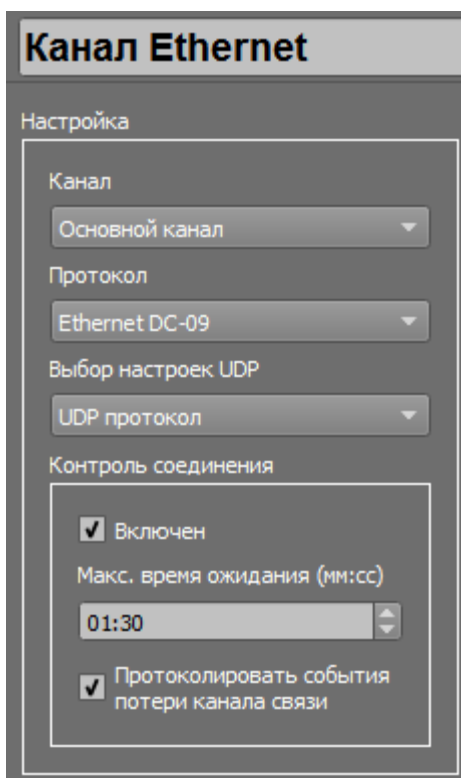 Канал Ethernet
Настройка
Канал
Основной канал
Протокол
Ethernet DC-09
Выбор настроек UDP
UDP протокол
Контроль соединения
Включен
Макс. время ожидания (мм:сс)
01:30
Протоколировать события
потери канала связи